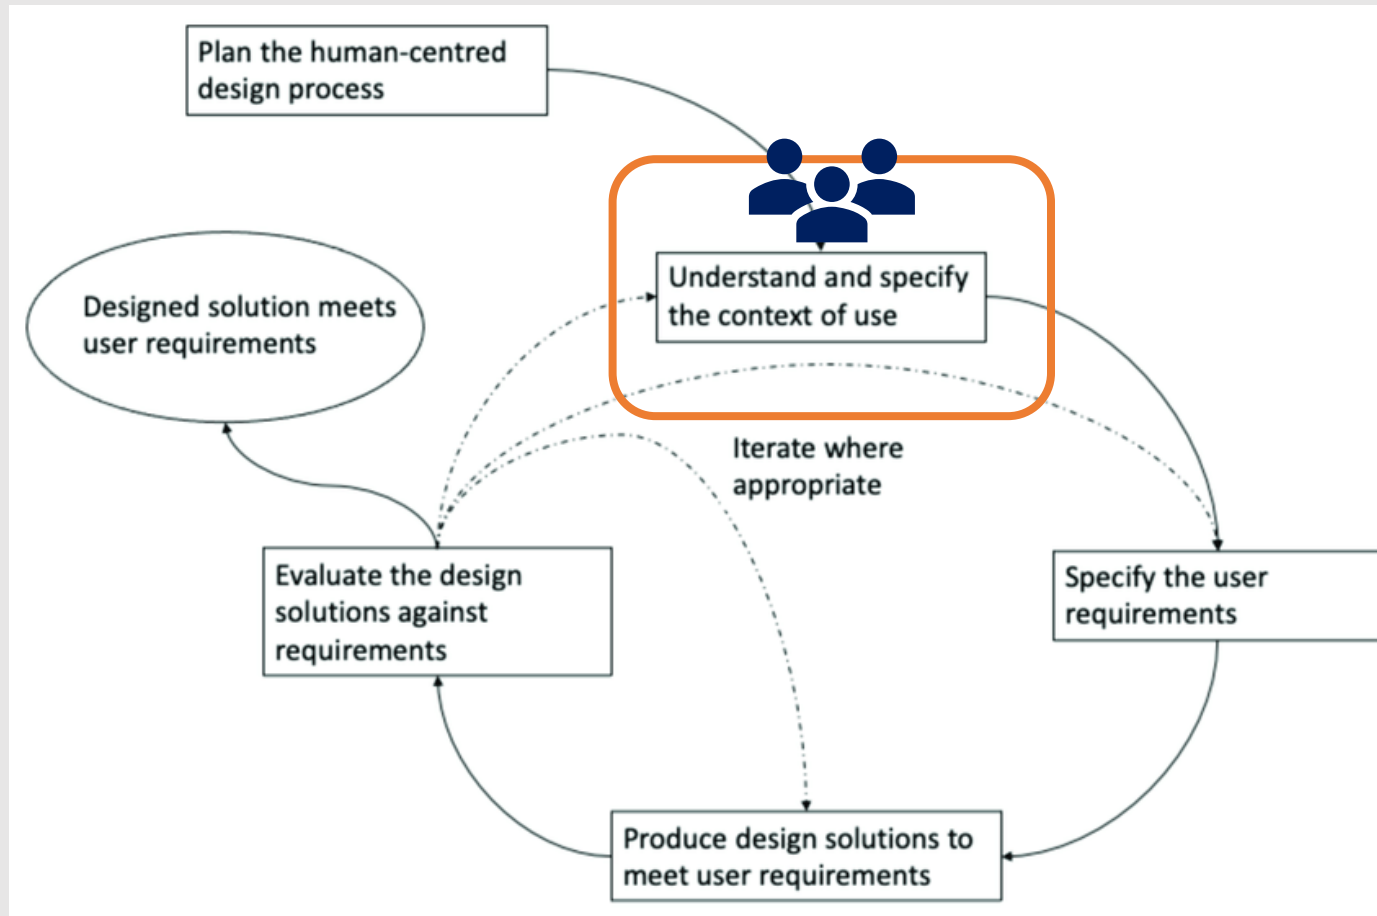 Plan the human-centred
design process
Understand and specify
the context of use
Designed solution meets
user requirements
Iterate where
appropriate
Evaluate the design
solutions against
requirements
Specify the user
requirements
Produce design solutions to
meet user requirements